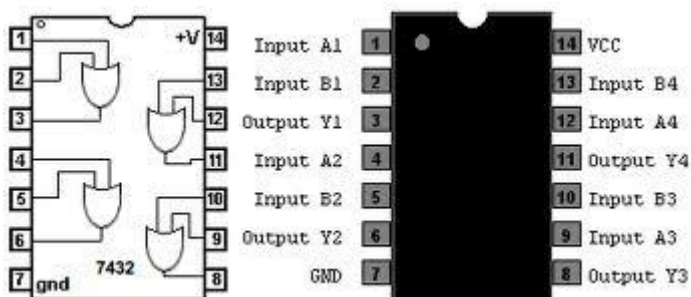 1 +V 14
2 13
3 12
4 11
5 10
6 9
7 gnd 7432 8
Input A1 1 14 VCC
Input B1 2 13 Input B4
Output Y1 3 12 Input A4
Input A2 4 11 Output Y4
Input B2 5 10 Input B3
Output Y2 6 9 Input A3
GND 7 8 Output Y3